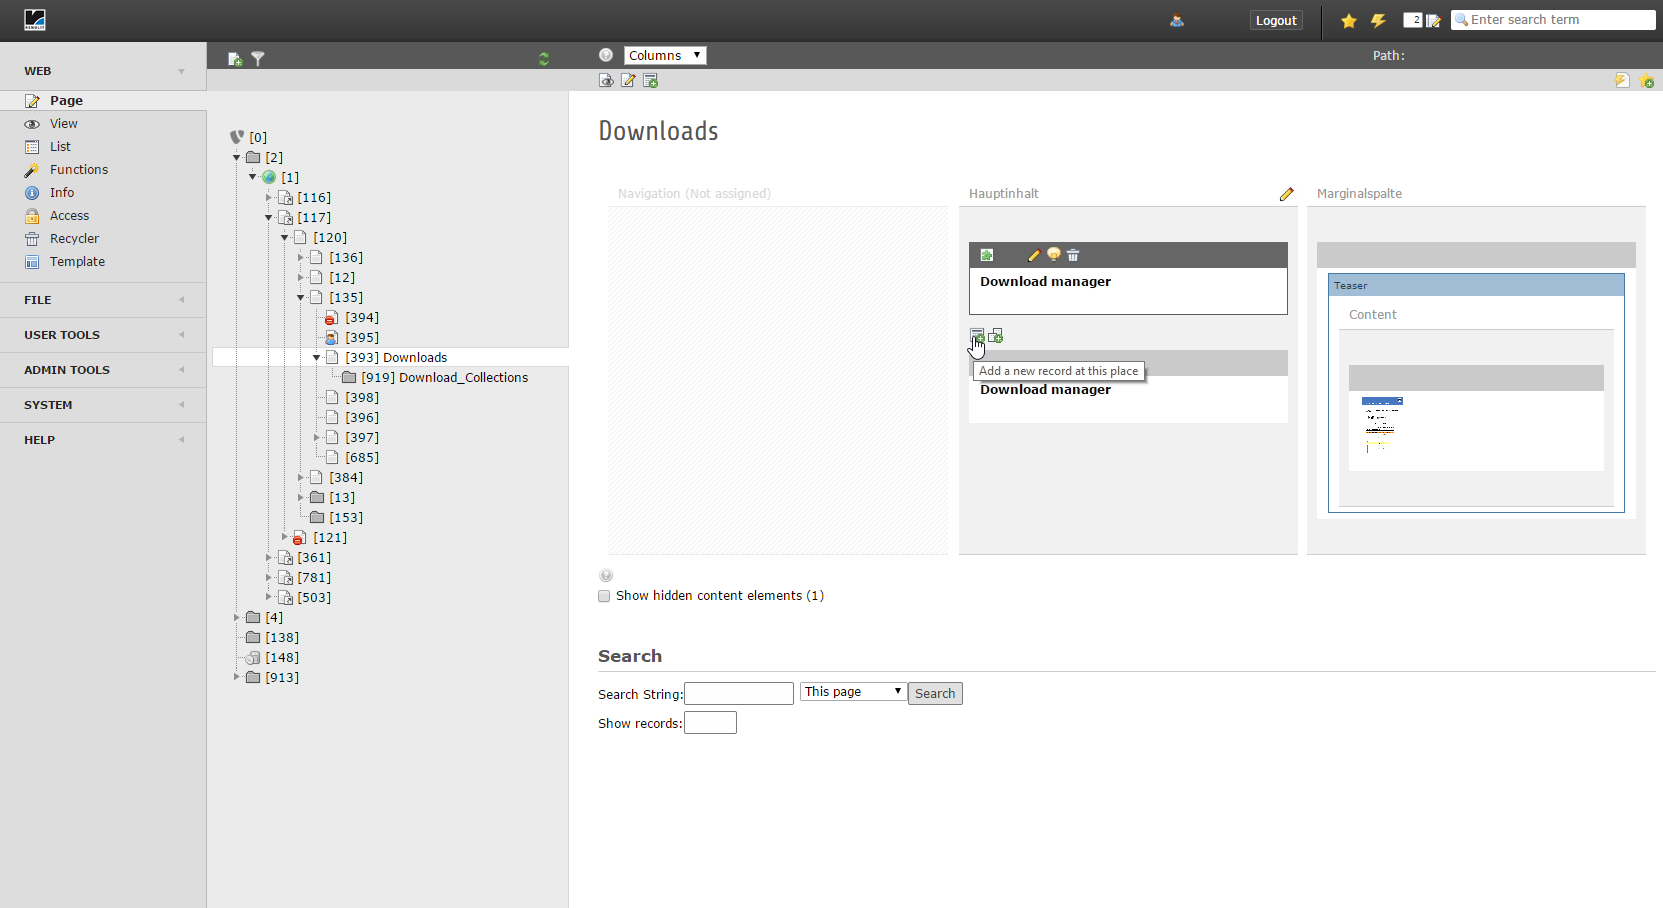 Logout
2
Enter search term
WEB
Page
View
List
Functions
Info
Access
Recycler
Template
FILE
USER TOOLS
ADMIN TOOLS
SYSTEM
HELP
[0]
[2]
[1]
[116]
[117]
[120]
[136]
[12]
[135]
[394]
[395]
[393] Downloads
[919] Download_Collections
[398]
[396]
[397]
[685]
[384]
[13]
[153]
[121]
[361]
[781]
[503]
[4]
[138]
[148]
[913]
Columns
Path:
Downloads
Navigation (Not assigned)
Hauptinhalt
Download manager
Add a new record at this place
Download manager
Marginalspalte
Teaser
Content
Show hidden content elements (1)
Search
Search String:
This page
Search
Show records: